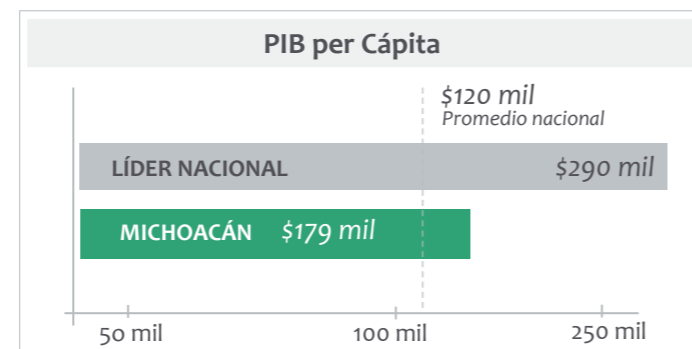 PIB per Cápita
$120 mil
Promedio nacional
LÍDER NACIONAL $290 mil
MICHOACÁN $179 mil
50 mil 100 mil 250 mil